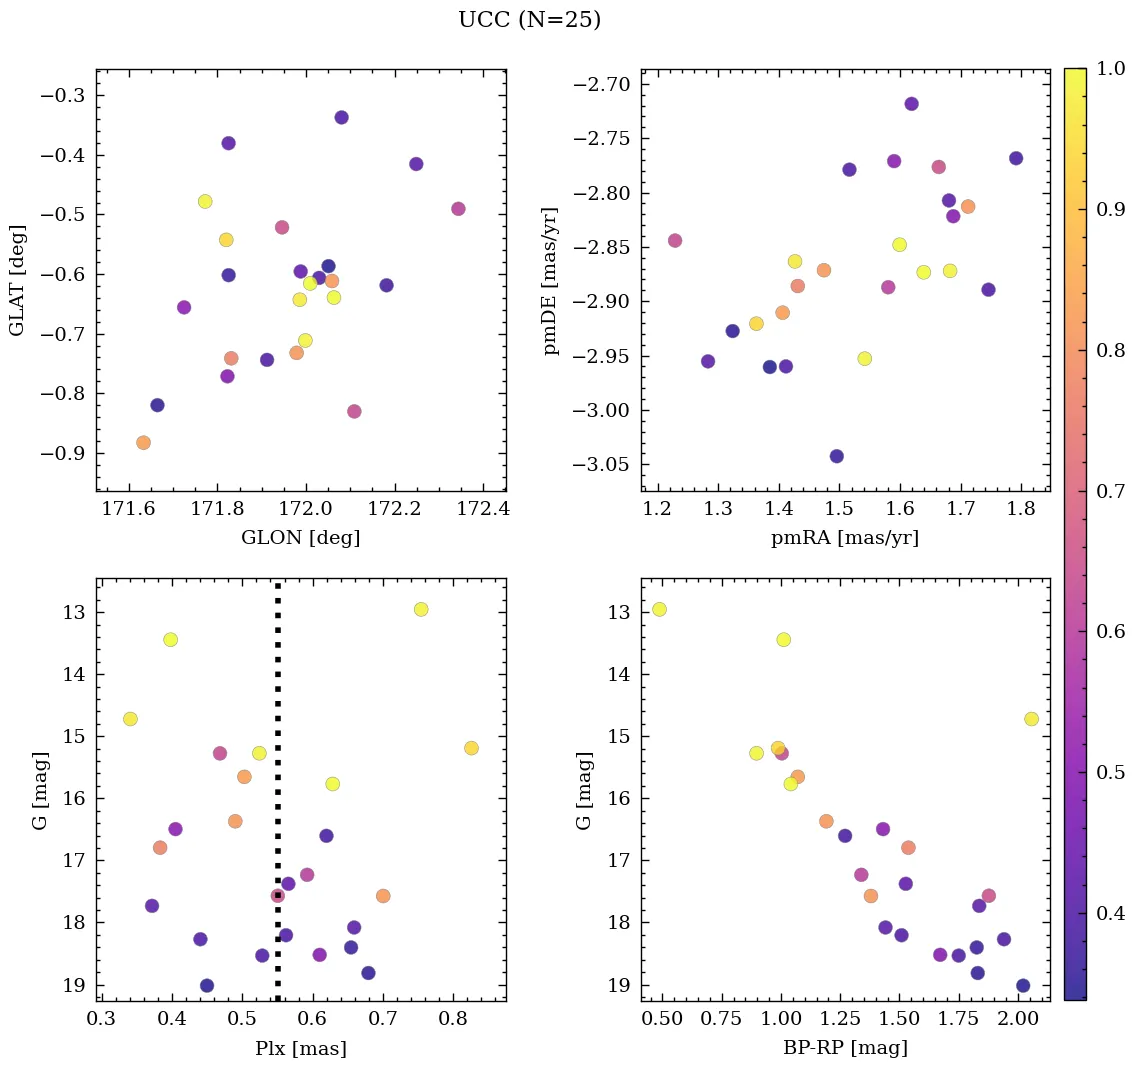 UCC (N=25)
−0.3
−0.4
−0.5
−0.6
−0.7
−0.8
−0.9
GLAT [deg]
171.6 171.8 172.0 172.2 172.4
GLON [deg]
−2.70
−2.75
−2.80
−2.85
−2.90
−2.95
−3.00
−3.05
pmDE [mas/yr]
1.2 1.3 1.4 1.5 1.6 1.7 1.8
pmRA [mas/yr]
13
14
15
16
17
18
19
G [mag]
0.3 0.4 0.5 0.6 0.7 0.8
Plx [mas]
13
14
15
16
17
18
19
G [mag]
0.50 0.75 1.00 1.25 1.50 1.75 2.00
BP-RP [mag]
1.0
0.9
0.8
0.7
0.6
0.5
0.4